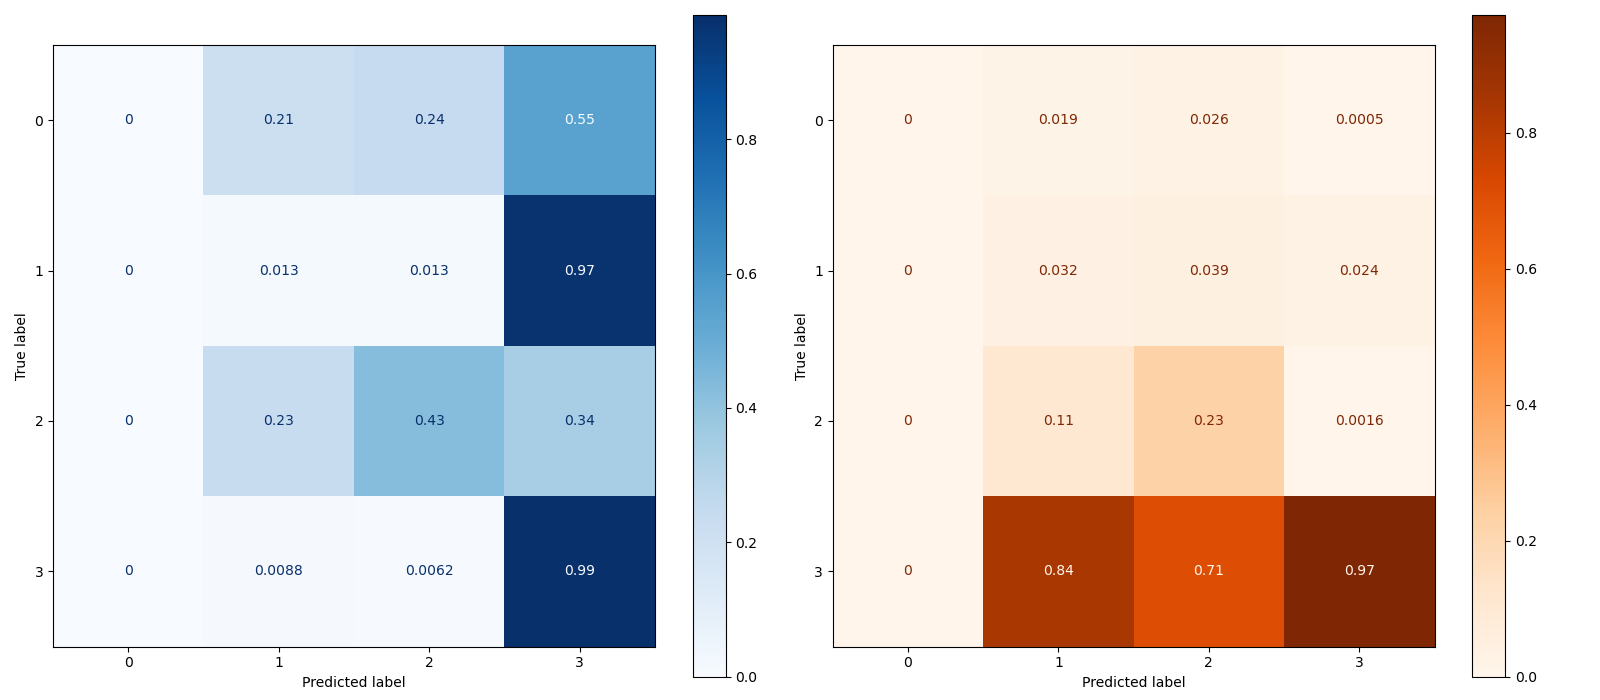 0 0 0.21 0.24 0.55
1 0 0.013 0.013 0.97
2 0 0.23 0.43 0.34
3 0 0.0088 0.0062 0.99
0 1 2 3
True label
Predicted label
0.8
0.6
0.4
0.2
0.0
0 0 0.019 0.026 0.0005
1 0 0.032 0.039 0.024
2 0 0.11 0.23 0.0016
3 0 0.84 0.71 0.97
0 1 2 3
True label
Predicted label
0.8
0.6
0.4
0.2
0.0